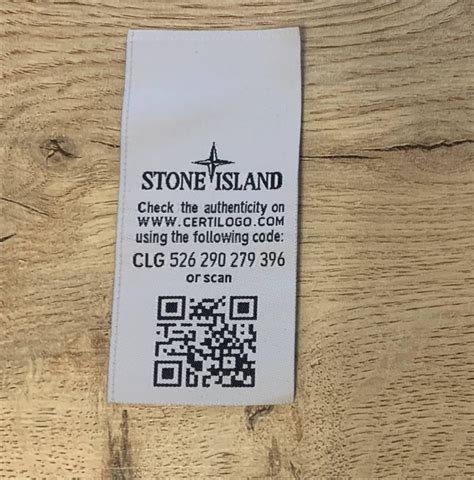 STONE ISLAND
Check the authenticity on
WWW.CERTILOGO.COM
using the following code:
CLG 526 290 279 396
or scan